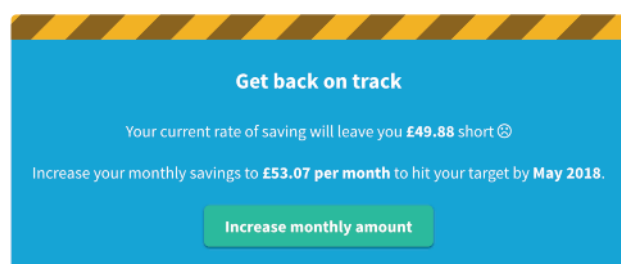 Get back on track
Your current rate of saving will leave you £49.88 short ☹
Increase your monthly savings to £53.07 per month to hit your target by May 2018.
Increase monthly amount